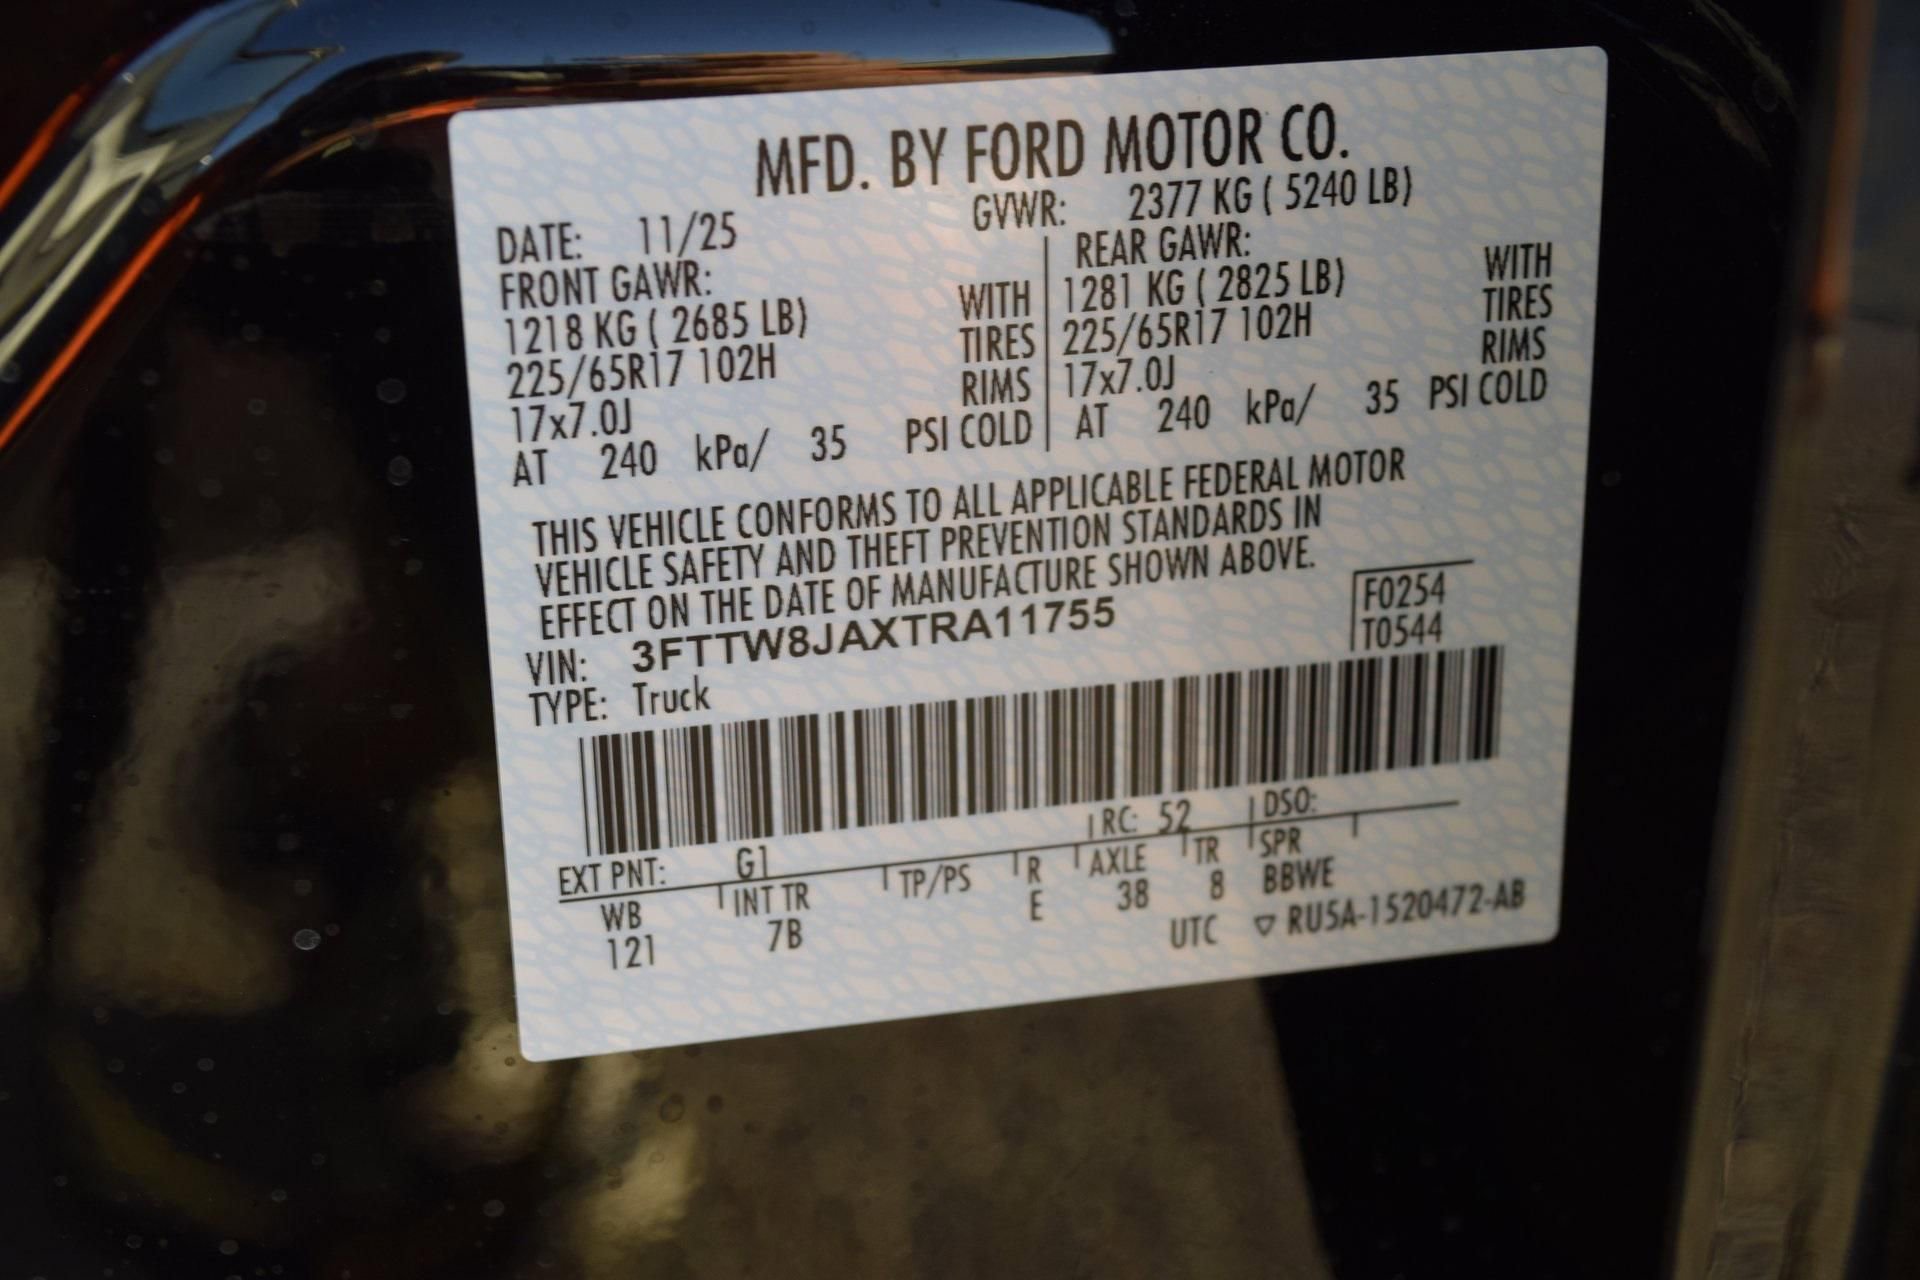 MFD. BY FORD MOTOR CO.
DATE: 11/25 GVWR: 2377 KG ( 5240 LB)
FRONT GAWR: REAR GAWR:
1218 KG ( 2685 LB) WITH 1281 KG ( 2825 LB) WITH
225/65R17 102H TIRES 225/65R17 102H TIRES
17x7.0J RIMS 17x7.0J RIMS
AT 240 kPa/ 35 PSI COLD AT 240 kPa/ 35 PSI COLD
THIS VEHICLE CONFORMS TO ALL APPLICABLE FEDERAL MOTOR
VEHICLE SAFETY AND THEFT PREVENTION STANDARDS IN
EFFECT ON THE DATE OF MANUFACTURE SHOWN ABOVE.
VIN: 3FTTW8JAXTRA11755 F0254
TYPE: Truck T0544
EXT PNT: G1 RC: 52 DSO:
WB INT TR TP/PS R AXLE TR SPR
121 7B E 38 8 BBWE
UTC ▽ RU5A-1520472-AB